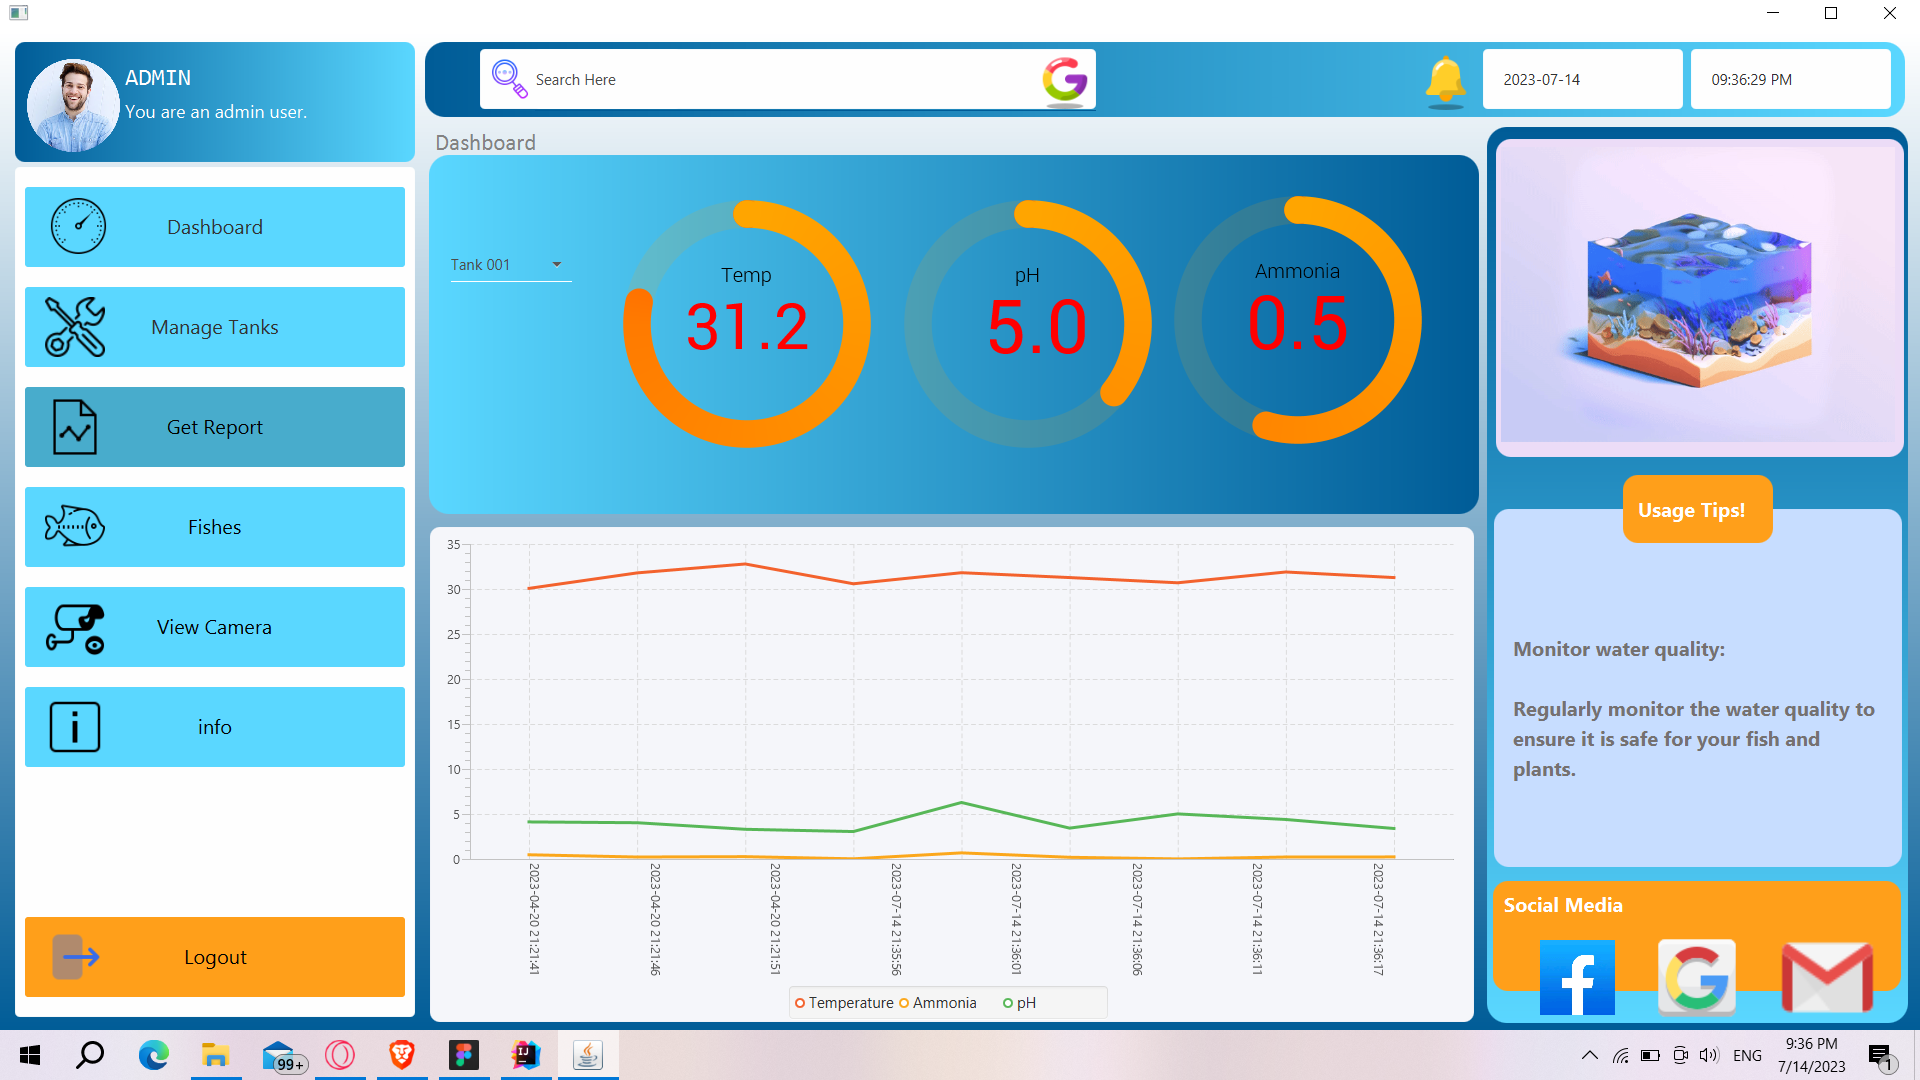 ADMIN
You are an admin user.
Search Here
2023-07-14
09:36:29 PM
Dashboard
Manage Tanks
Get Report
Fishes
View Camera
info
Logout
Dashboard
Tank 001
Temp
31.2
pH
5.0
Ammonia
0.5
35
30
25
20
15
10
5
0
2023-04-20 21:21:41
2023-04-20 21:21:46
2023-04-20 21:21:51
2023-07-14 21:35:56
2023-07-14 21:36:01
2023-07-14 21:36:06
2023-07-14 21:36:11
2023-07-14 21:36:17
Temperature
Ammonia
pH
Usage Tips!
Monitor water quality:
Regularly monitor the water quality to
ensure it is safe for your fish and
plants.
Social Media
99+
IJ
ENG
9:36 PM
7/14/2023
1